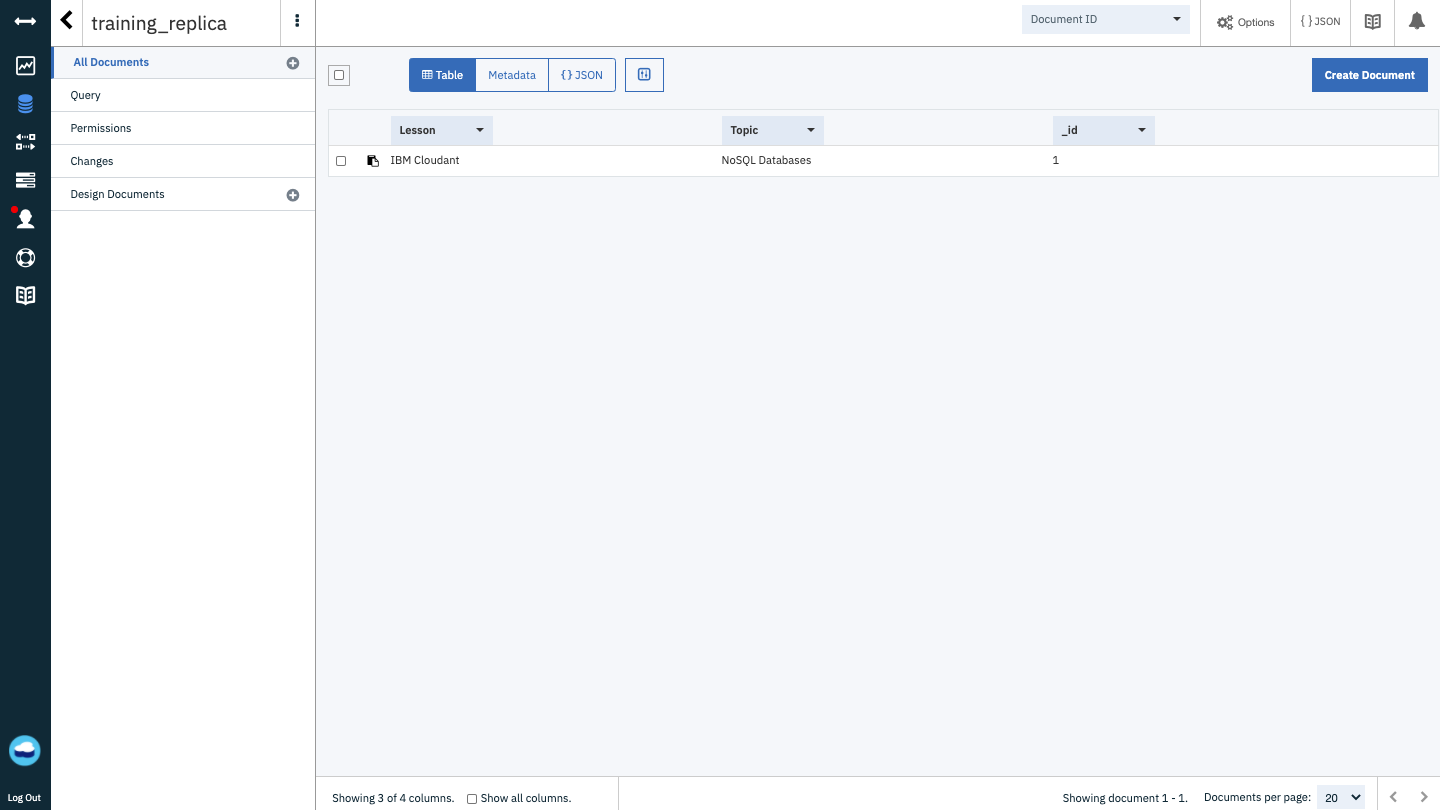 training_replica
Document ID
Options
{ } JSON
All Documents
Query
Permissions
Changes
Design Documents
Table
Metadata
{ } JSON
Create Document
Lesson
Topic
_id
IBM Cloudant
NoSQL Databases
1
Log Out
Showing 3 of 4 columns.
Show all columns.
Showing document 1 - 1.
Documents per page:
20